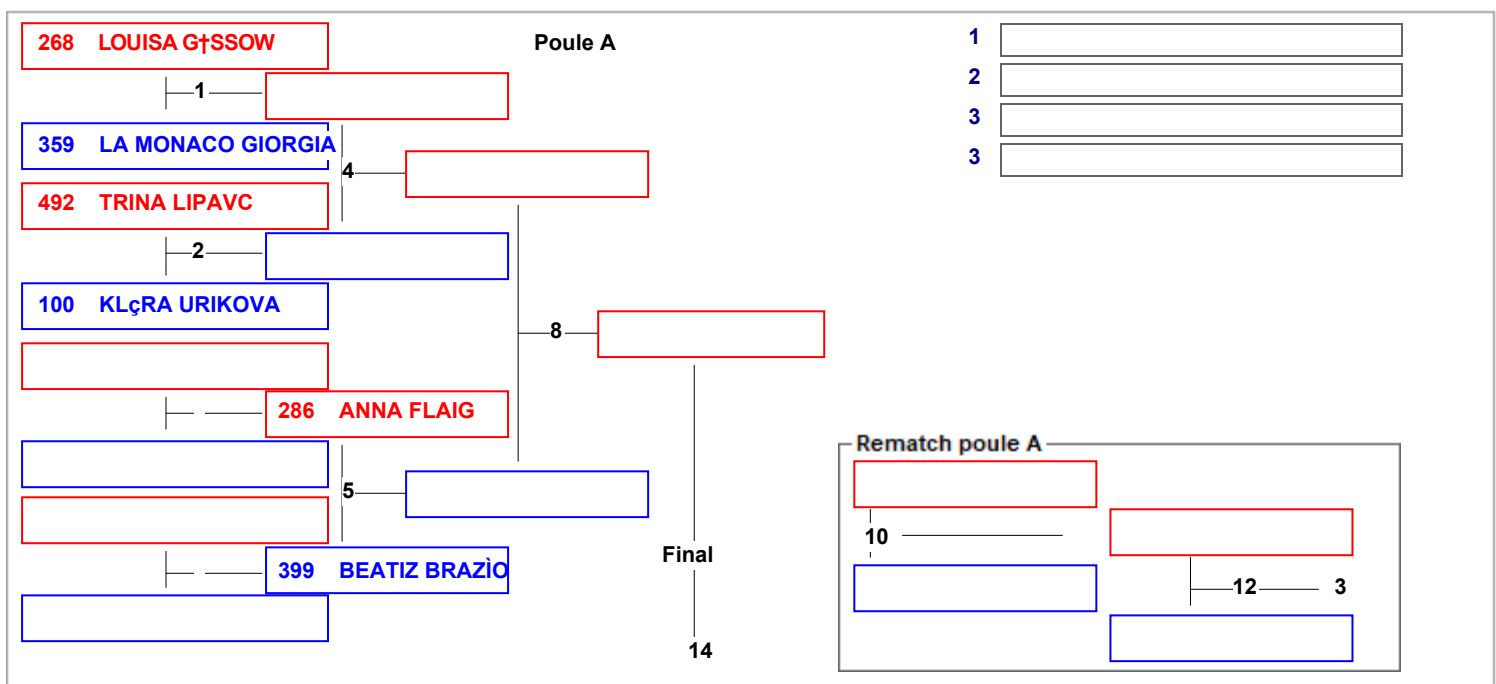 268 LOUISA G†SSOW
Poule A
1
1
2
359 LA MONACO GIORGIA
3
3
4
492 TRINA LIPAVC
2
100 KLçRA URIKOVA
8
286 ANNA FLAIG
Rematch poule A
5
10
Final
399 BEATIZ BRAZÌO
12 3
14